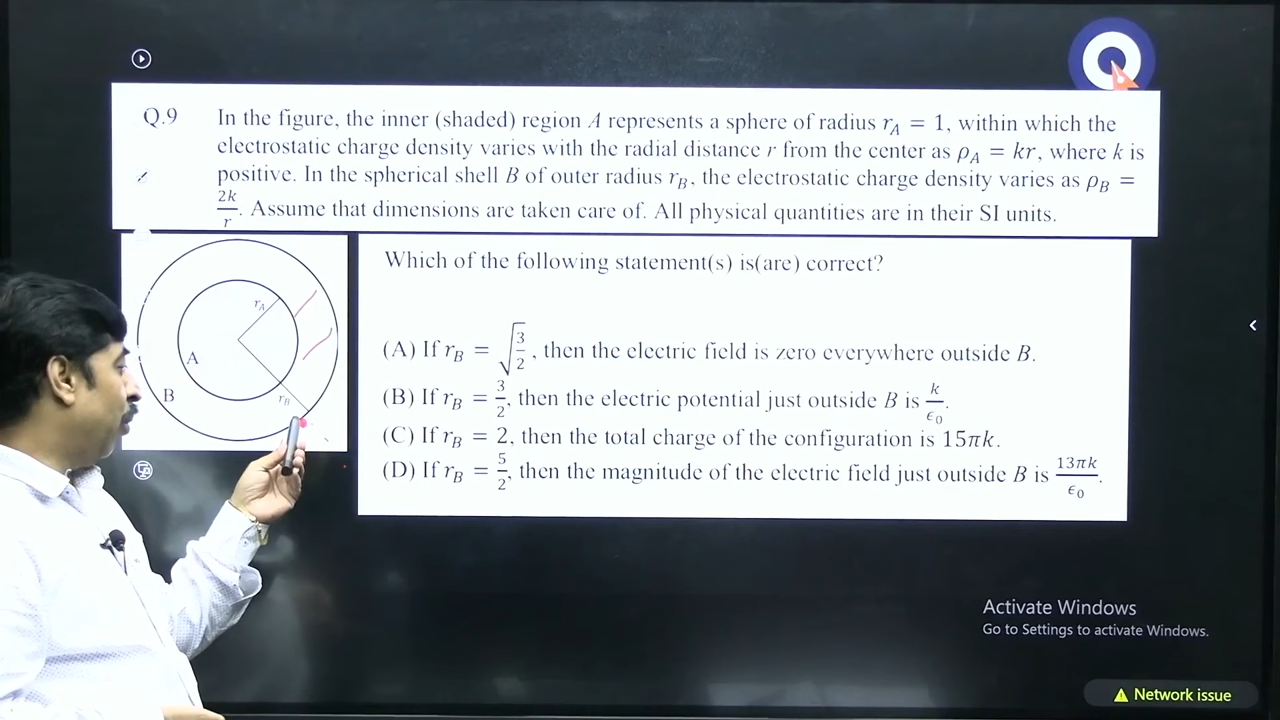 Q.9 In the figure, the inner (shaded) region A represents a sphere of radius r_A = 1, within which the
electrostatic charge density varies with the radial distance r from the center as ρ_A = kr, where k is
positive. In the spherical shell B of outer radius r_B, the electrostatic charge density varies as ρ_B =
2k/r. Assume that dimensions are taken care of. All physical quantities are in their SI units.
r_A
A
r_B
B
Which of the following statement(s) is(are) correct?
(A) If r_B = √(3/2), then the electric field is zero everywhere outside B.
(B) If r_B = 3/2, then the electric potential just outside B is k/ϵ₀.
(C) If r_B = 2, then the total charge of the configuration is 15πk.
(D) If r_B = 5/2, then the magnitude of the electric field just outside B is 13πk/ϵ₀.
Activate Windows
Go to Settings to activate Windows.
Network issue